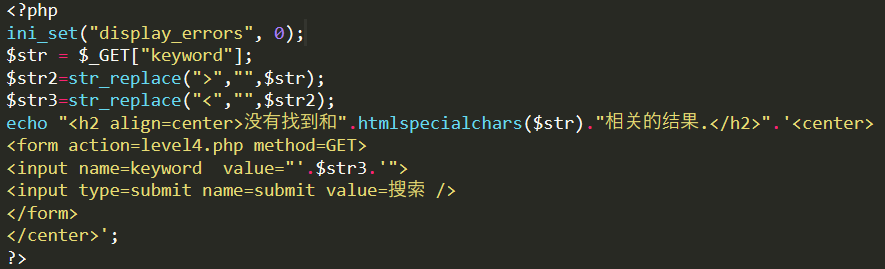 <?php
ini_set("display_errors", 0);
$str = $_GET["keyword"];
$str2=str_replace(">","",$str);
$str3=str_replace("<","",$str2);
echo "<h2 align=center>没有找到和".htmlspecialchars($str)."相关的结果.</h2>".'<center>
<form action=level4.php method=GET>
<input name=keyword  value="'.$str3.'">
<input type=submit name=submit value=搜索 />
</form>
</center>';
?>